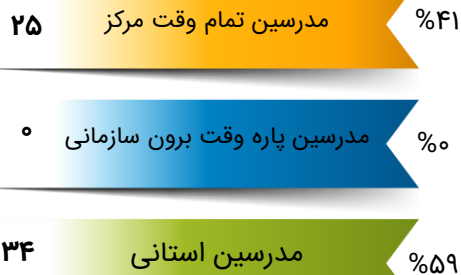 %۴۱ مدرسین تمام وقت مرکز ۲۵
%۰ مدرسین پاره وقت برون سازمانی ۰
%۵۹ مدرسین استانی ۳۴